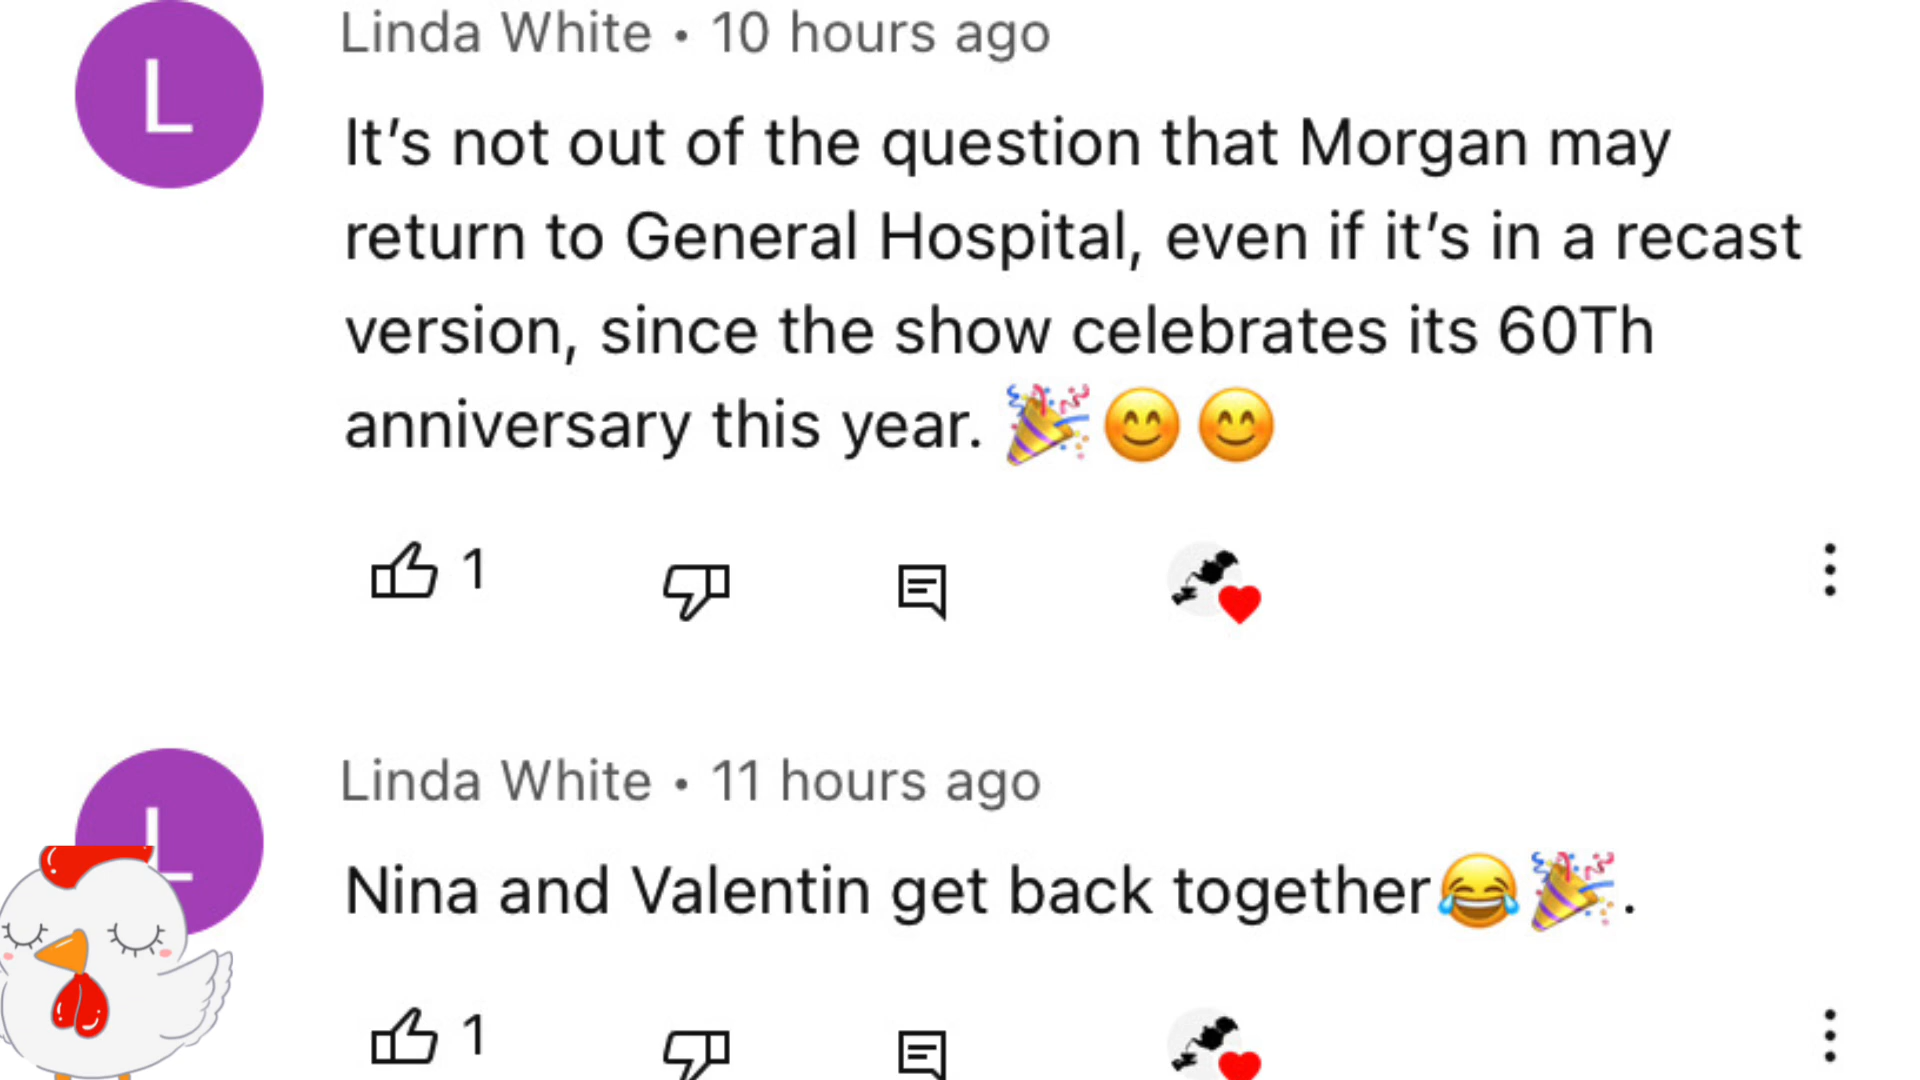 L
Linda White • 10 hours ago
It’s not out of the question that Morgan may
return to General Hospital, even if it’s in a recast
version, since the show celebrates its 60Th
anniversary this year. 🎉😊😊
1
L
Linda White • 11 hours ago
Nina and Valentin get back together😂🎉.
1